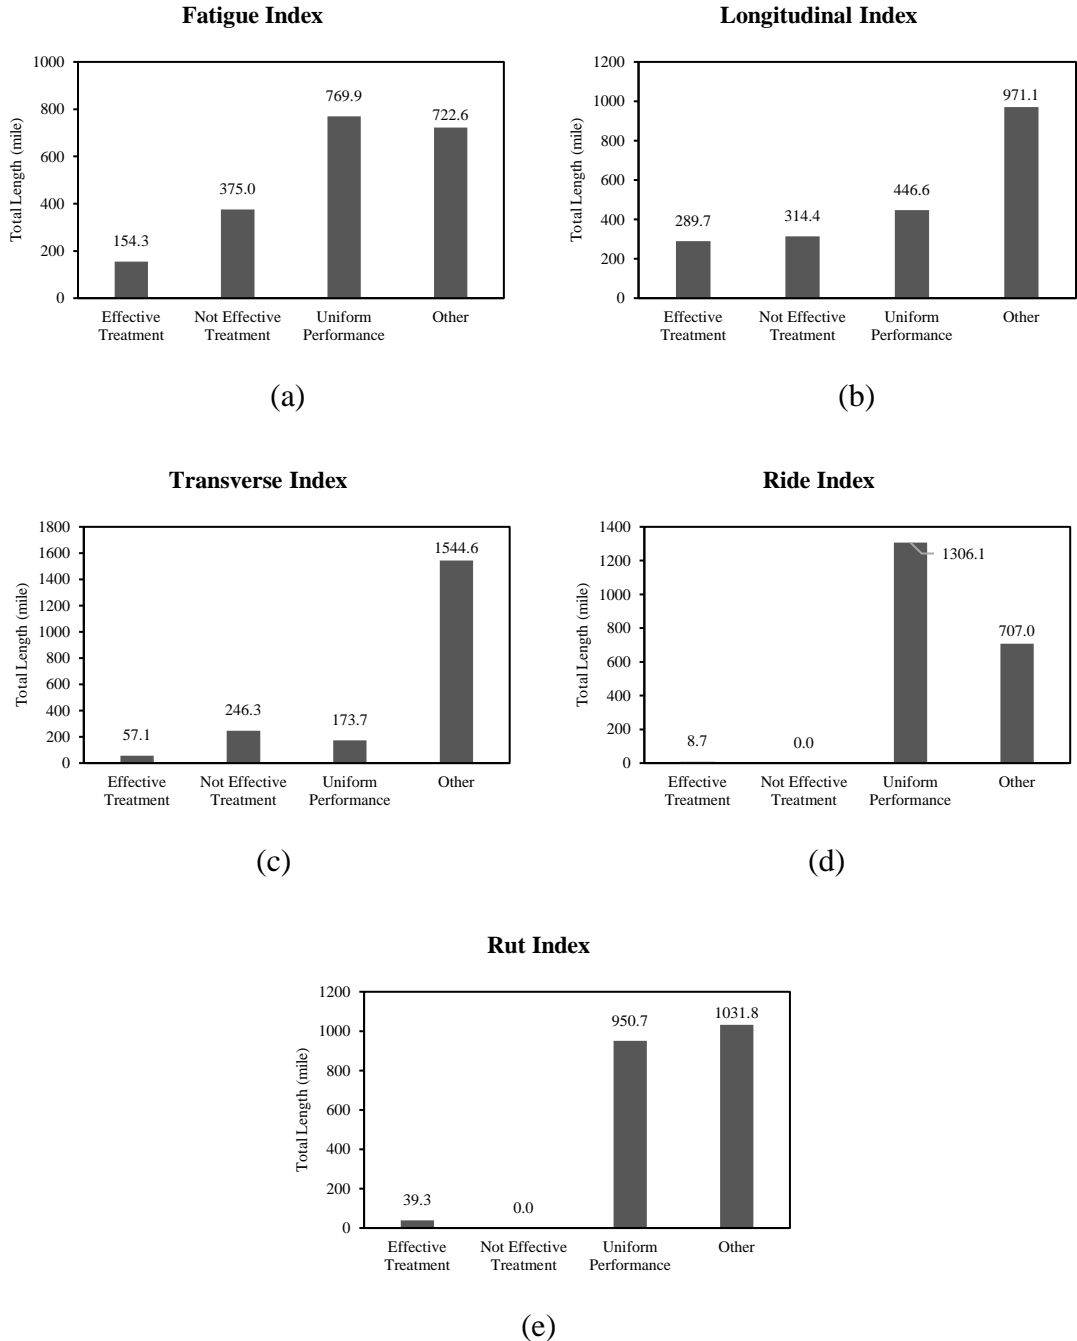 Fatigue Index
Total Length (mile)
1000
800
600
400
200
0
154.3
375.0
769.9
722.6
Effective
Treatment
Not Effective
Treatment
Uniform
Performance
Other
(a)
Longitudinal Index
Total Length (mile)
1200
1000
800
600
400
200
0
289.7
314.4
446.6
971.1
Effective
Treatment
Not Effective
Treatment
Uniform
Performance
Other
(b)
Transverse Index
Total Length (mile)
1800
1600
1400
1200
1000
800
600
400
200
0
57.1
246.3
173.7
1544.6
Effective
Treatment
Not Effective
Treatment
Uniform
Performance
Other
(c)
Ride Index
Total Length (mile)
1400
1200
1000
800
600
400
200
0
8.7
0.0
1306.1
707.0
Effective
Treatment
Not Effective
Treatment
Uniform
Performance
Other
(d)
Rut Index
Total Length (mile)
1200
1000
800
600
400
200
0
39.3
0.0
950.7
1031.8
Effective
Treatment
Not Effective
Treatment
Uniform
Performance
Other
(e)